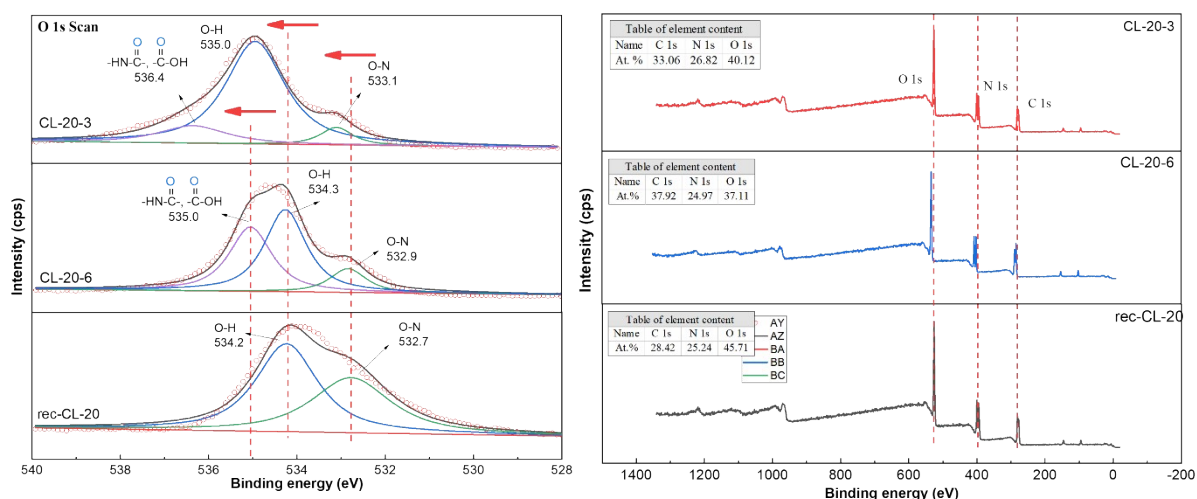 O 1s Scan
O O
-HN-C-, -C-OH
536.4
O-H
535.0
O-N
533.1
CL-20-3
O O
-HN-C-, -C-OH
535.0
O-H
534.3
O-N
532.9
CL-20-6
O-H
534.2
O-N
532.7
rec-CL-20
Intensity (cps)
540 538 536 534 532 530 528
Binding energy (eV)
CL-20-3
Table of element content
Name C 1s N 1s O 1s
At. % 33.06 26.82 40.12
O 1s
N 1s
C 1s
CL-20-6
Table of element content
Name C 1s N 1s O 1s
At.% 37.92 24.97 37.11
rec-CL-20
Table of element content
Name C 1s N 1s O 1s
At.% 28.42 25.24 45.71
AY
AZ
BA
BB
BC
Intensity (cps)
1500 1400 1200 1000 800 600 400 200 0 -200
Binding energy (eV)